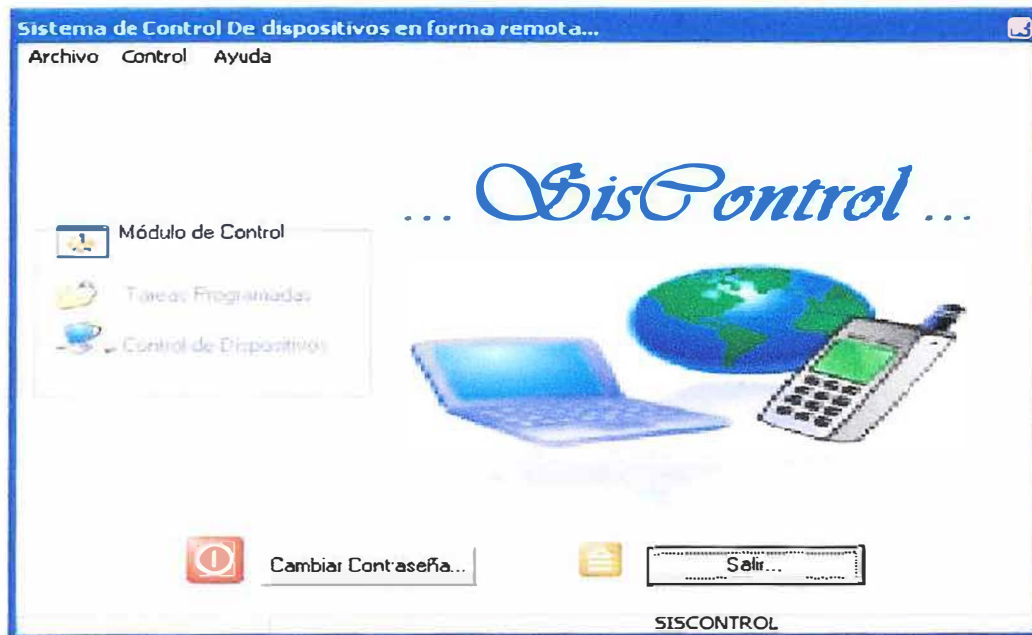 Sistema de Control De dispositivos en forma remota...
Archivo Control Ayuda
... SisControl ...
Módulo de Control
Tareas Programadas
Control de Dispositivos
Cambiar Contraseña...
Salir...
SISCONTROL